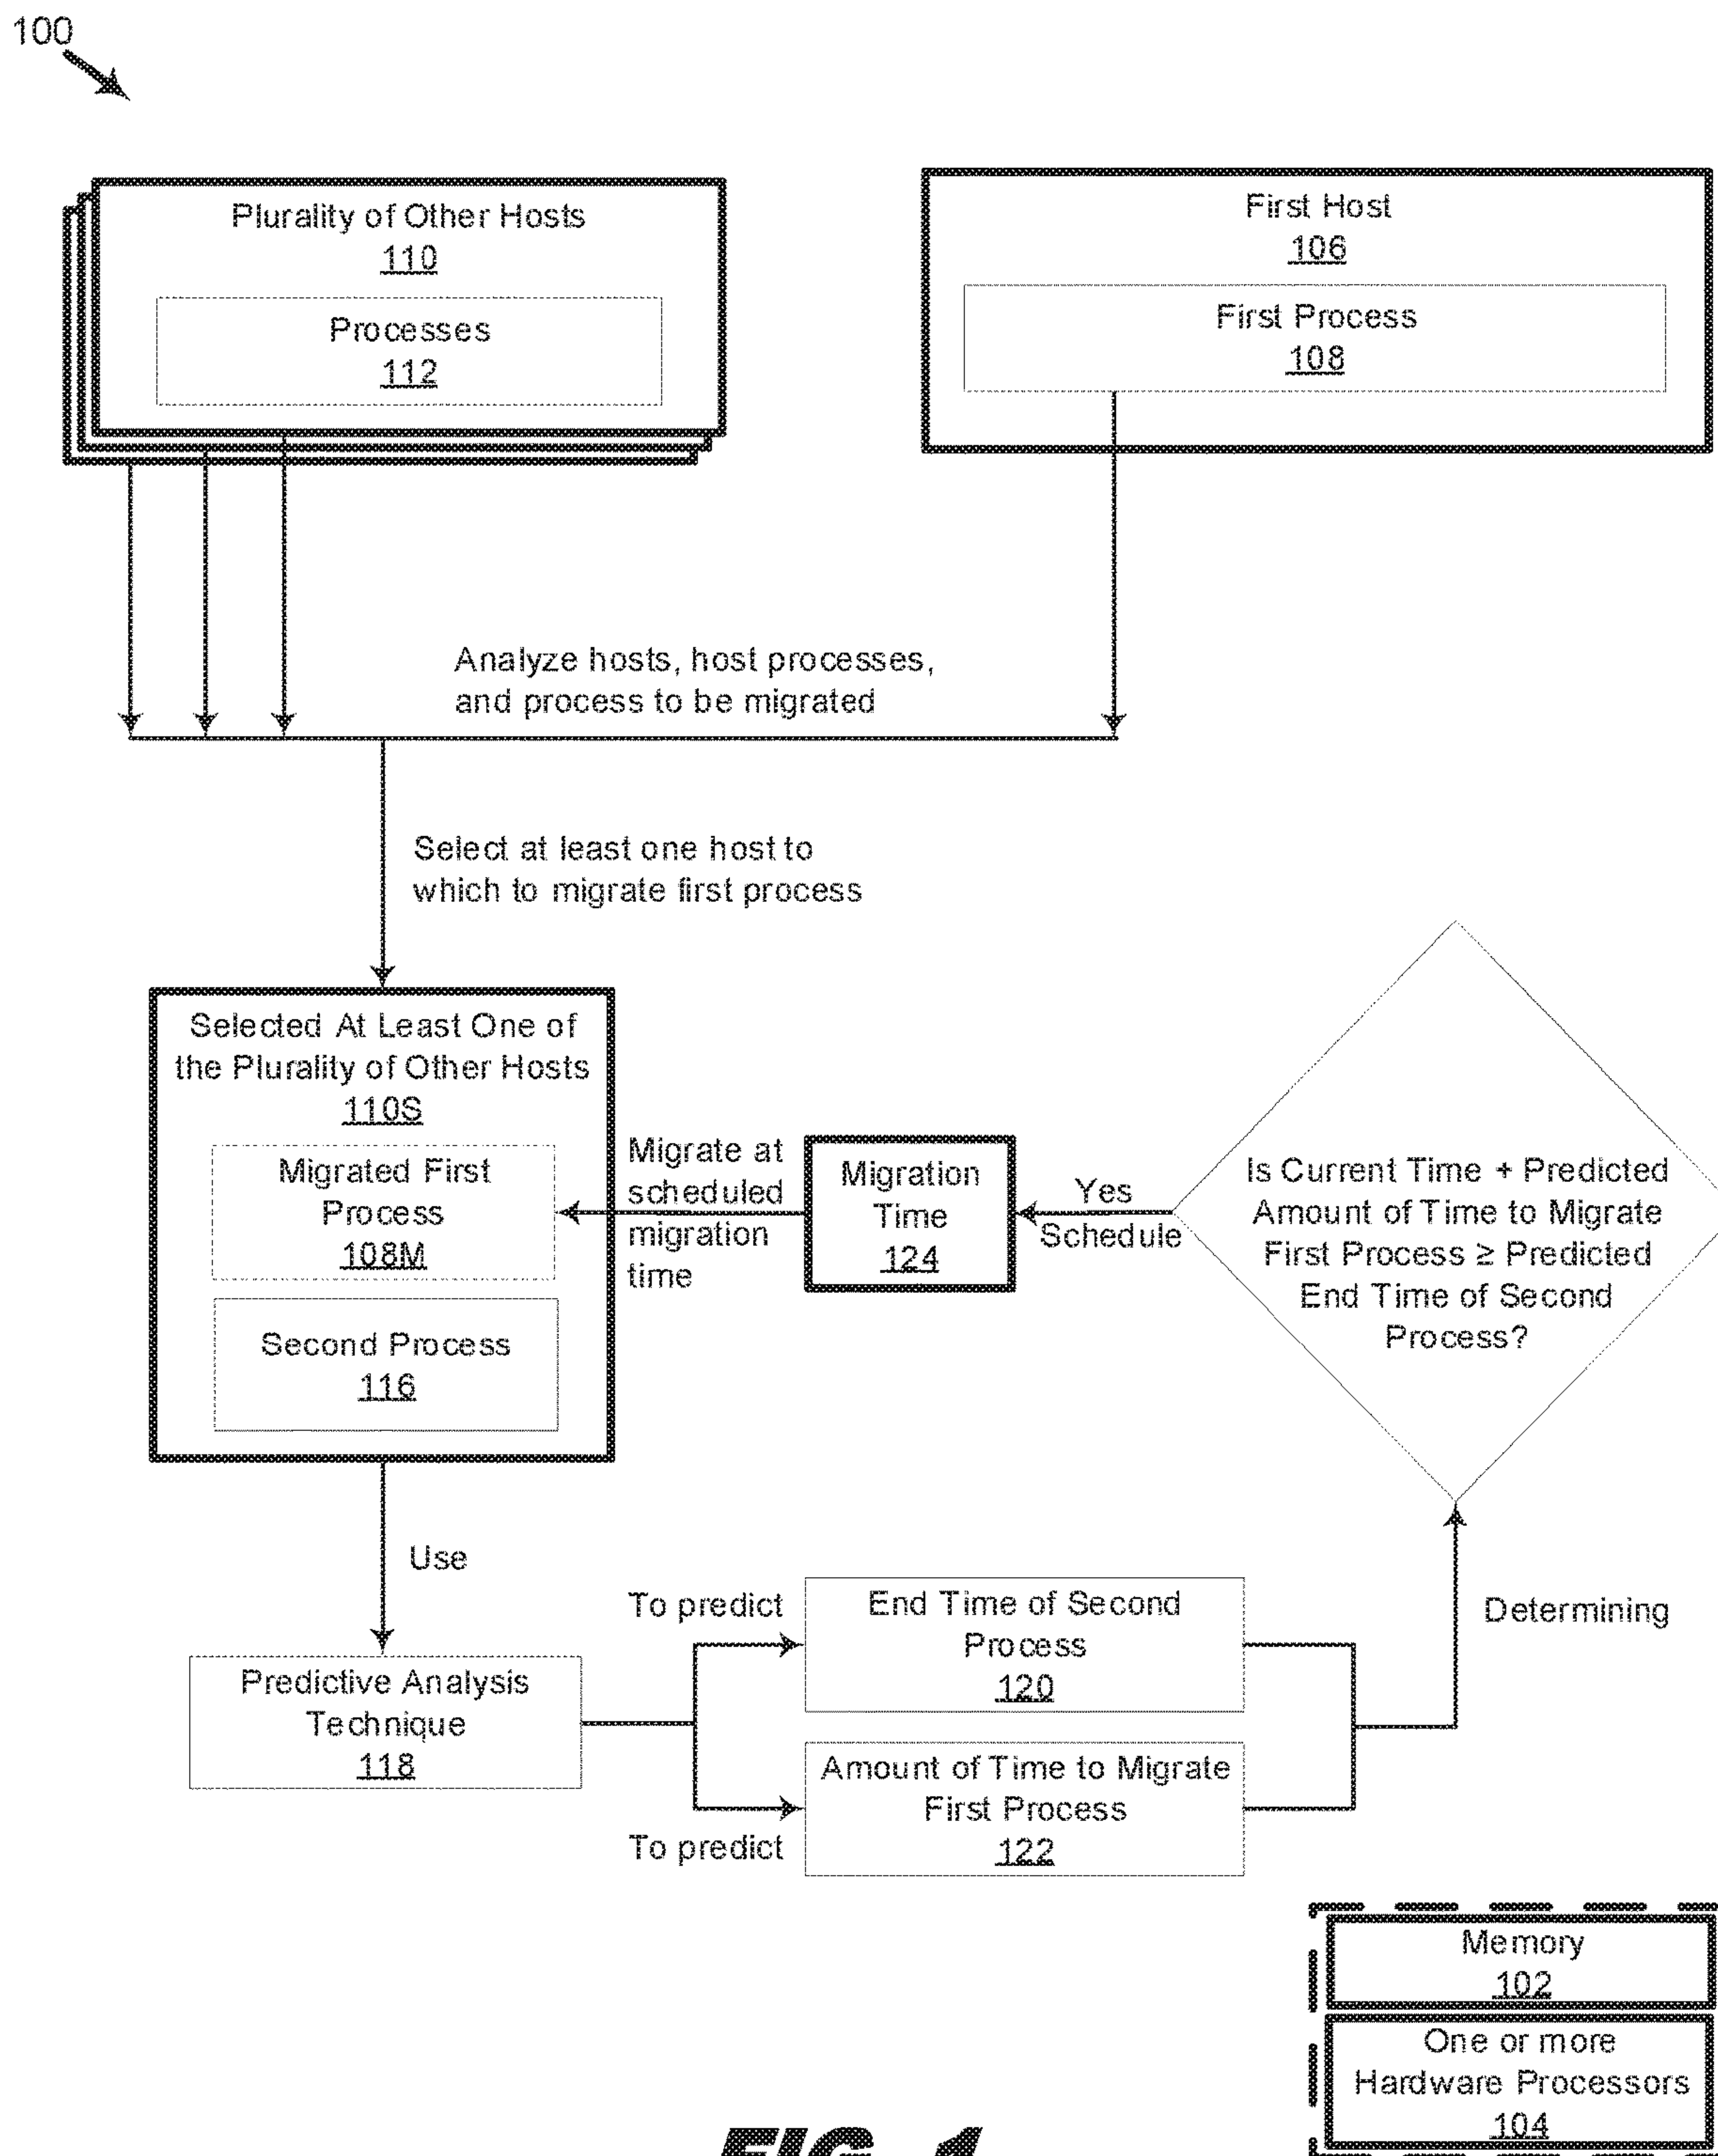 100
Plurality of Other Hosts
110
Processes
112
First Host
106
First Process
108
Analyze hosts, host processes,
and process to be migrated
Select at least one host to
which to migrate first process
Selected At Least One of
the Plurality of Other Hosts
110S
Migrated First
Process
108M
Second Process
116
Migrate at
scheduled
migration
time
Migration
Time
124
Yes
Schedule
Is Current Time + Predicted
Amount of Time to Migrate
First Process ≥ Predicted
End Time of Second
Process?
Use
Predictive Analysis
Technique
118
To predict
End Time of Second
Process
120
To predict
Amount of Time to Migrate
First Process
122
Determining
Memory
102
One or more
Hardware Processors
104
FIG. 1